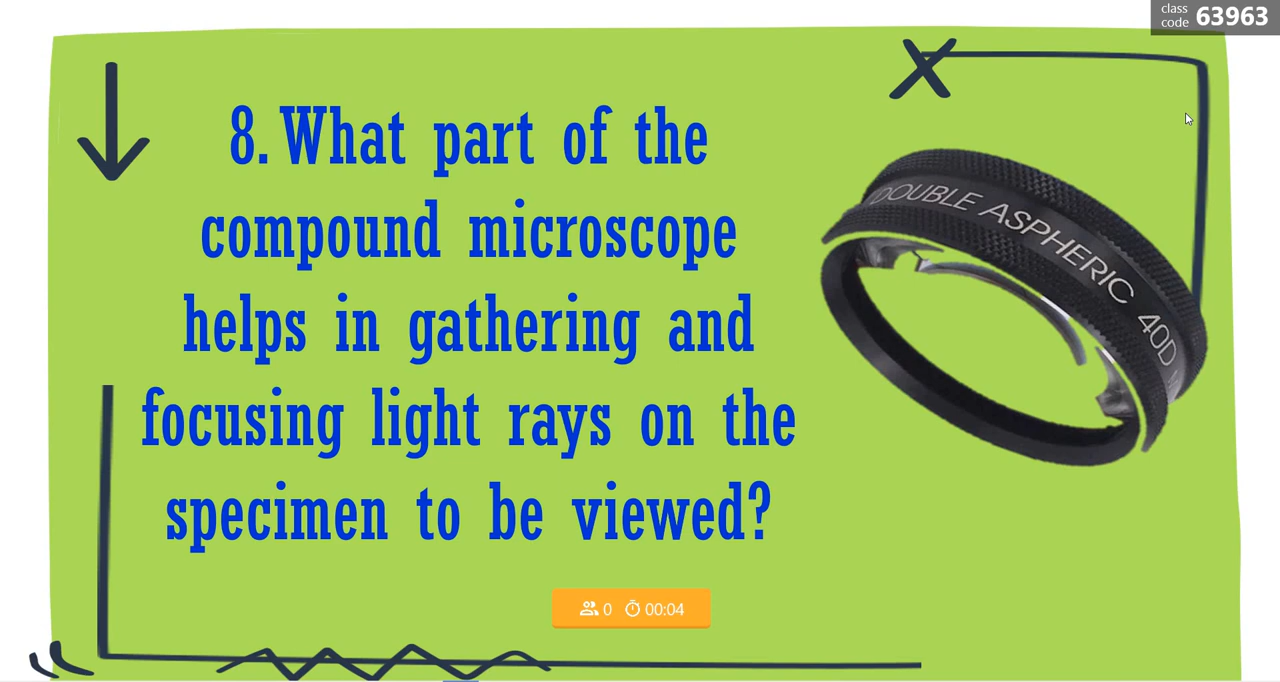 class code 63963
8. What part of the
compound microscope
helps in gathering and
focusing light rays on the
specimen to be viewed?
DOUBLE ASPHERIC 40D
0 00:04